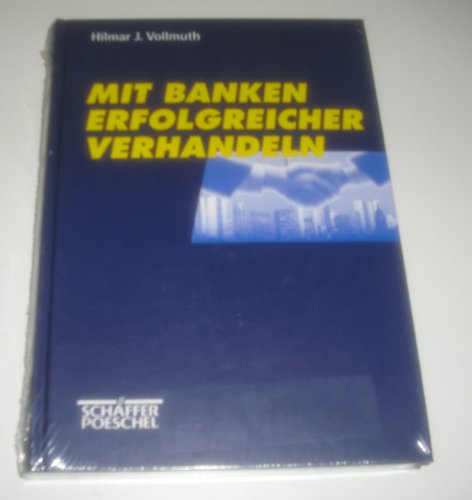 Hilmar J. Vollmuth
MIT BANKEN
ERFOLGREICHER
VERHANDELN
SCHÄFFER
POESCHEL